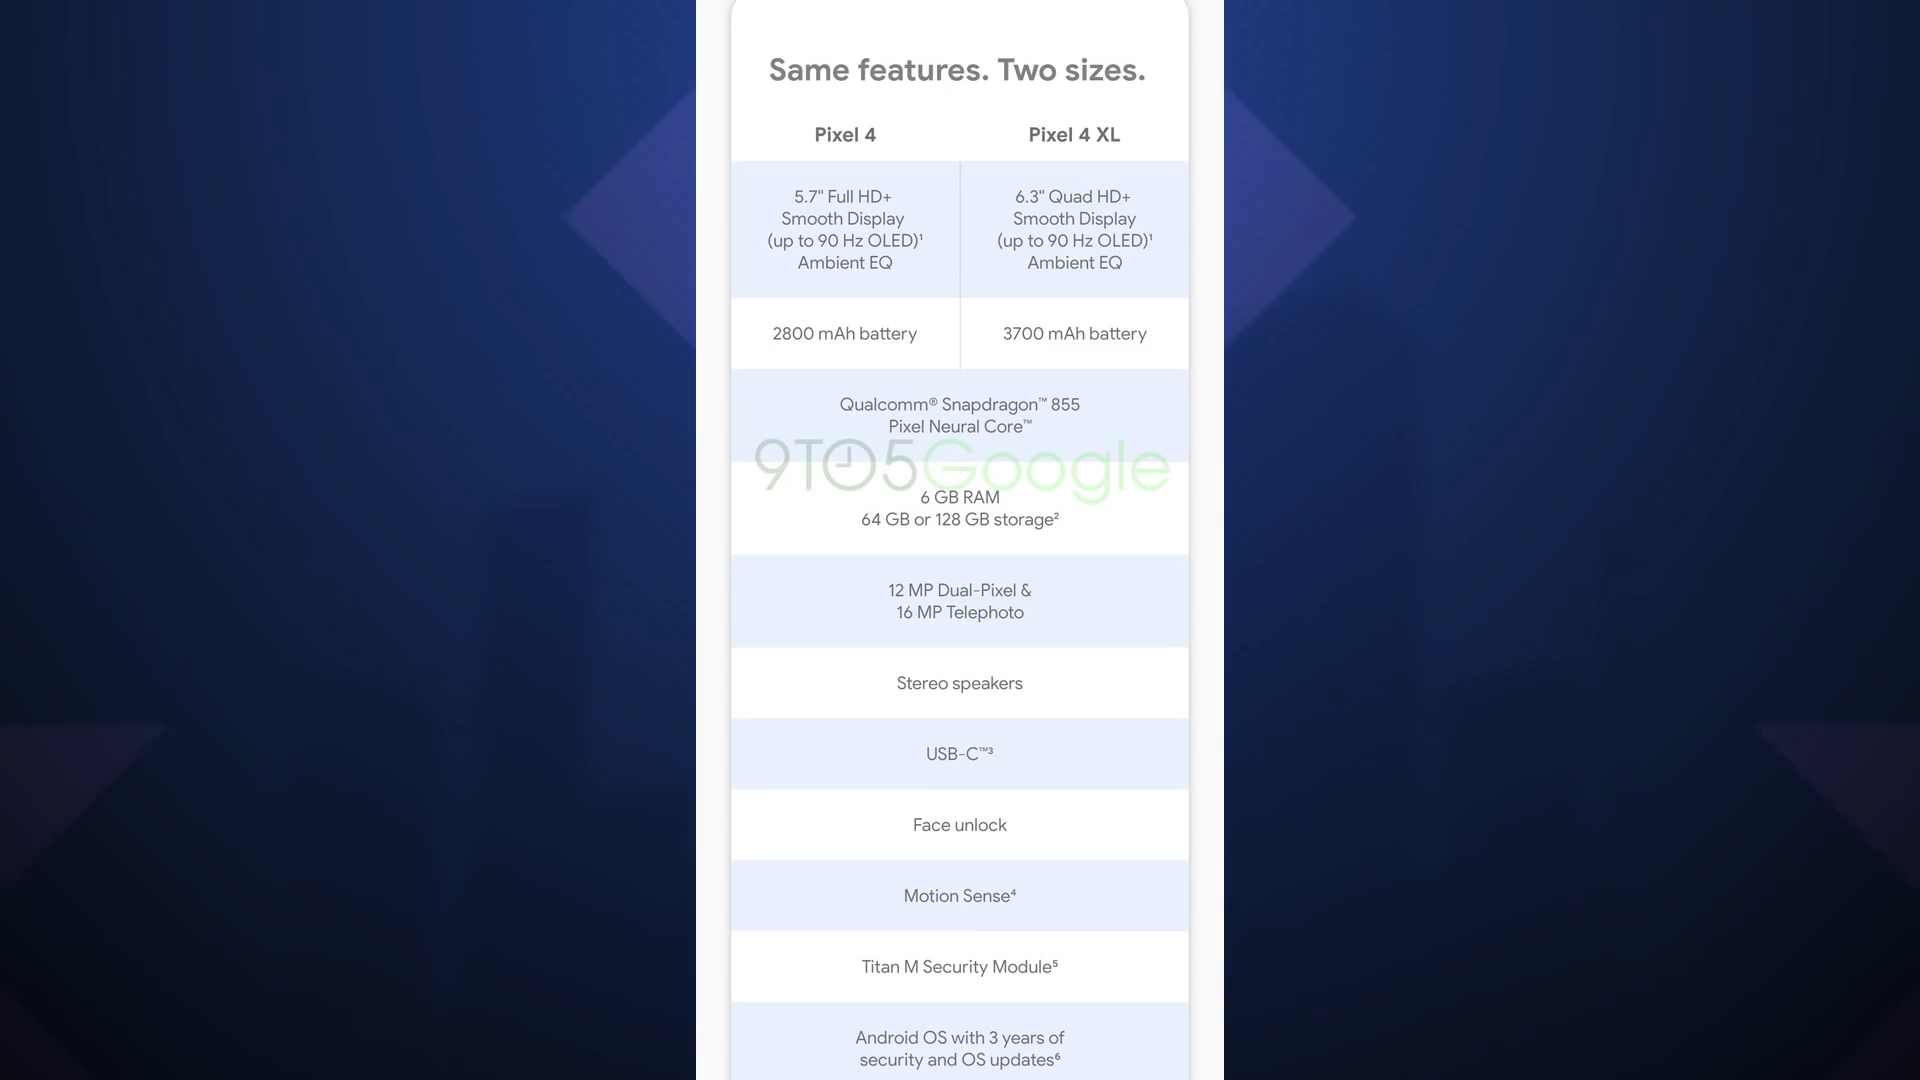 Same features. Two sizes.
Pixel 4
Pixel 4 XL
5.7" Full HD+
Smooth Display
(up to 90 Hz OLED)¹
Ambient EQ
6.3" Quad HD+
Smooth Display
(up to 90 Hz OLED)¹
Ambient EQ
2800 mAh battery
3700 mAh battery
Qualcomm® Snapdragon™ 855
Pixel Neural Core™
9TO5Google
6 GB RAM
64 GB or 128 GB storage²
12 MP Dual-Pixel &
16 MP Telephoto
Stereo speakers
USB-C™³
Face unlock
Motion Sense⁴
Titan M Security Module⁵
Android OS with 3 years of
security and OS updates⁶